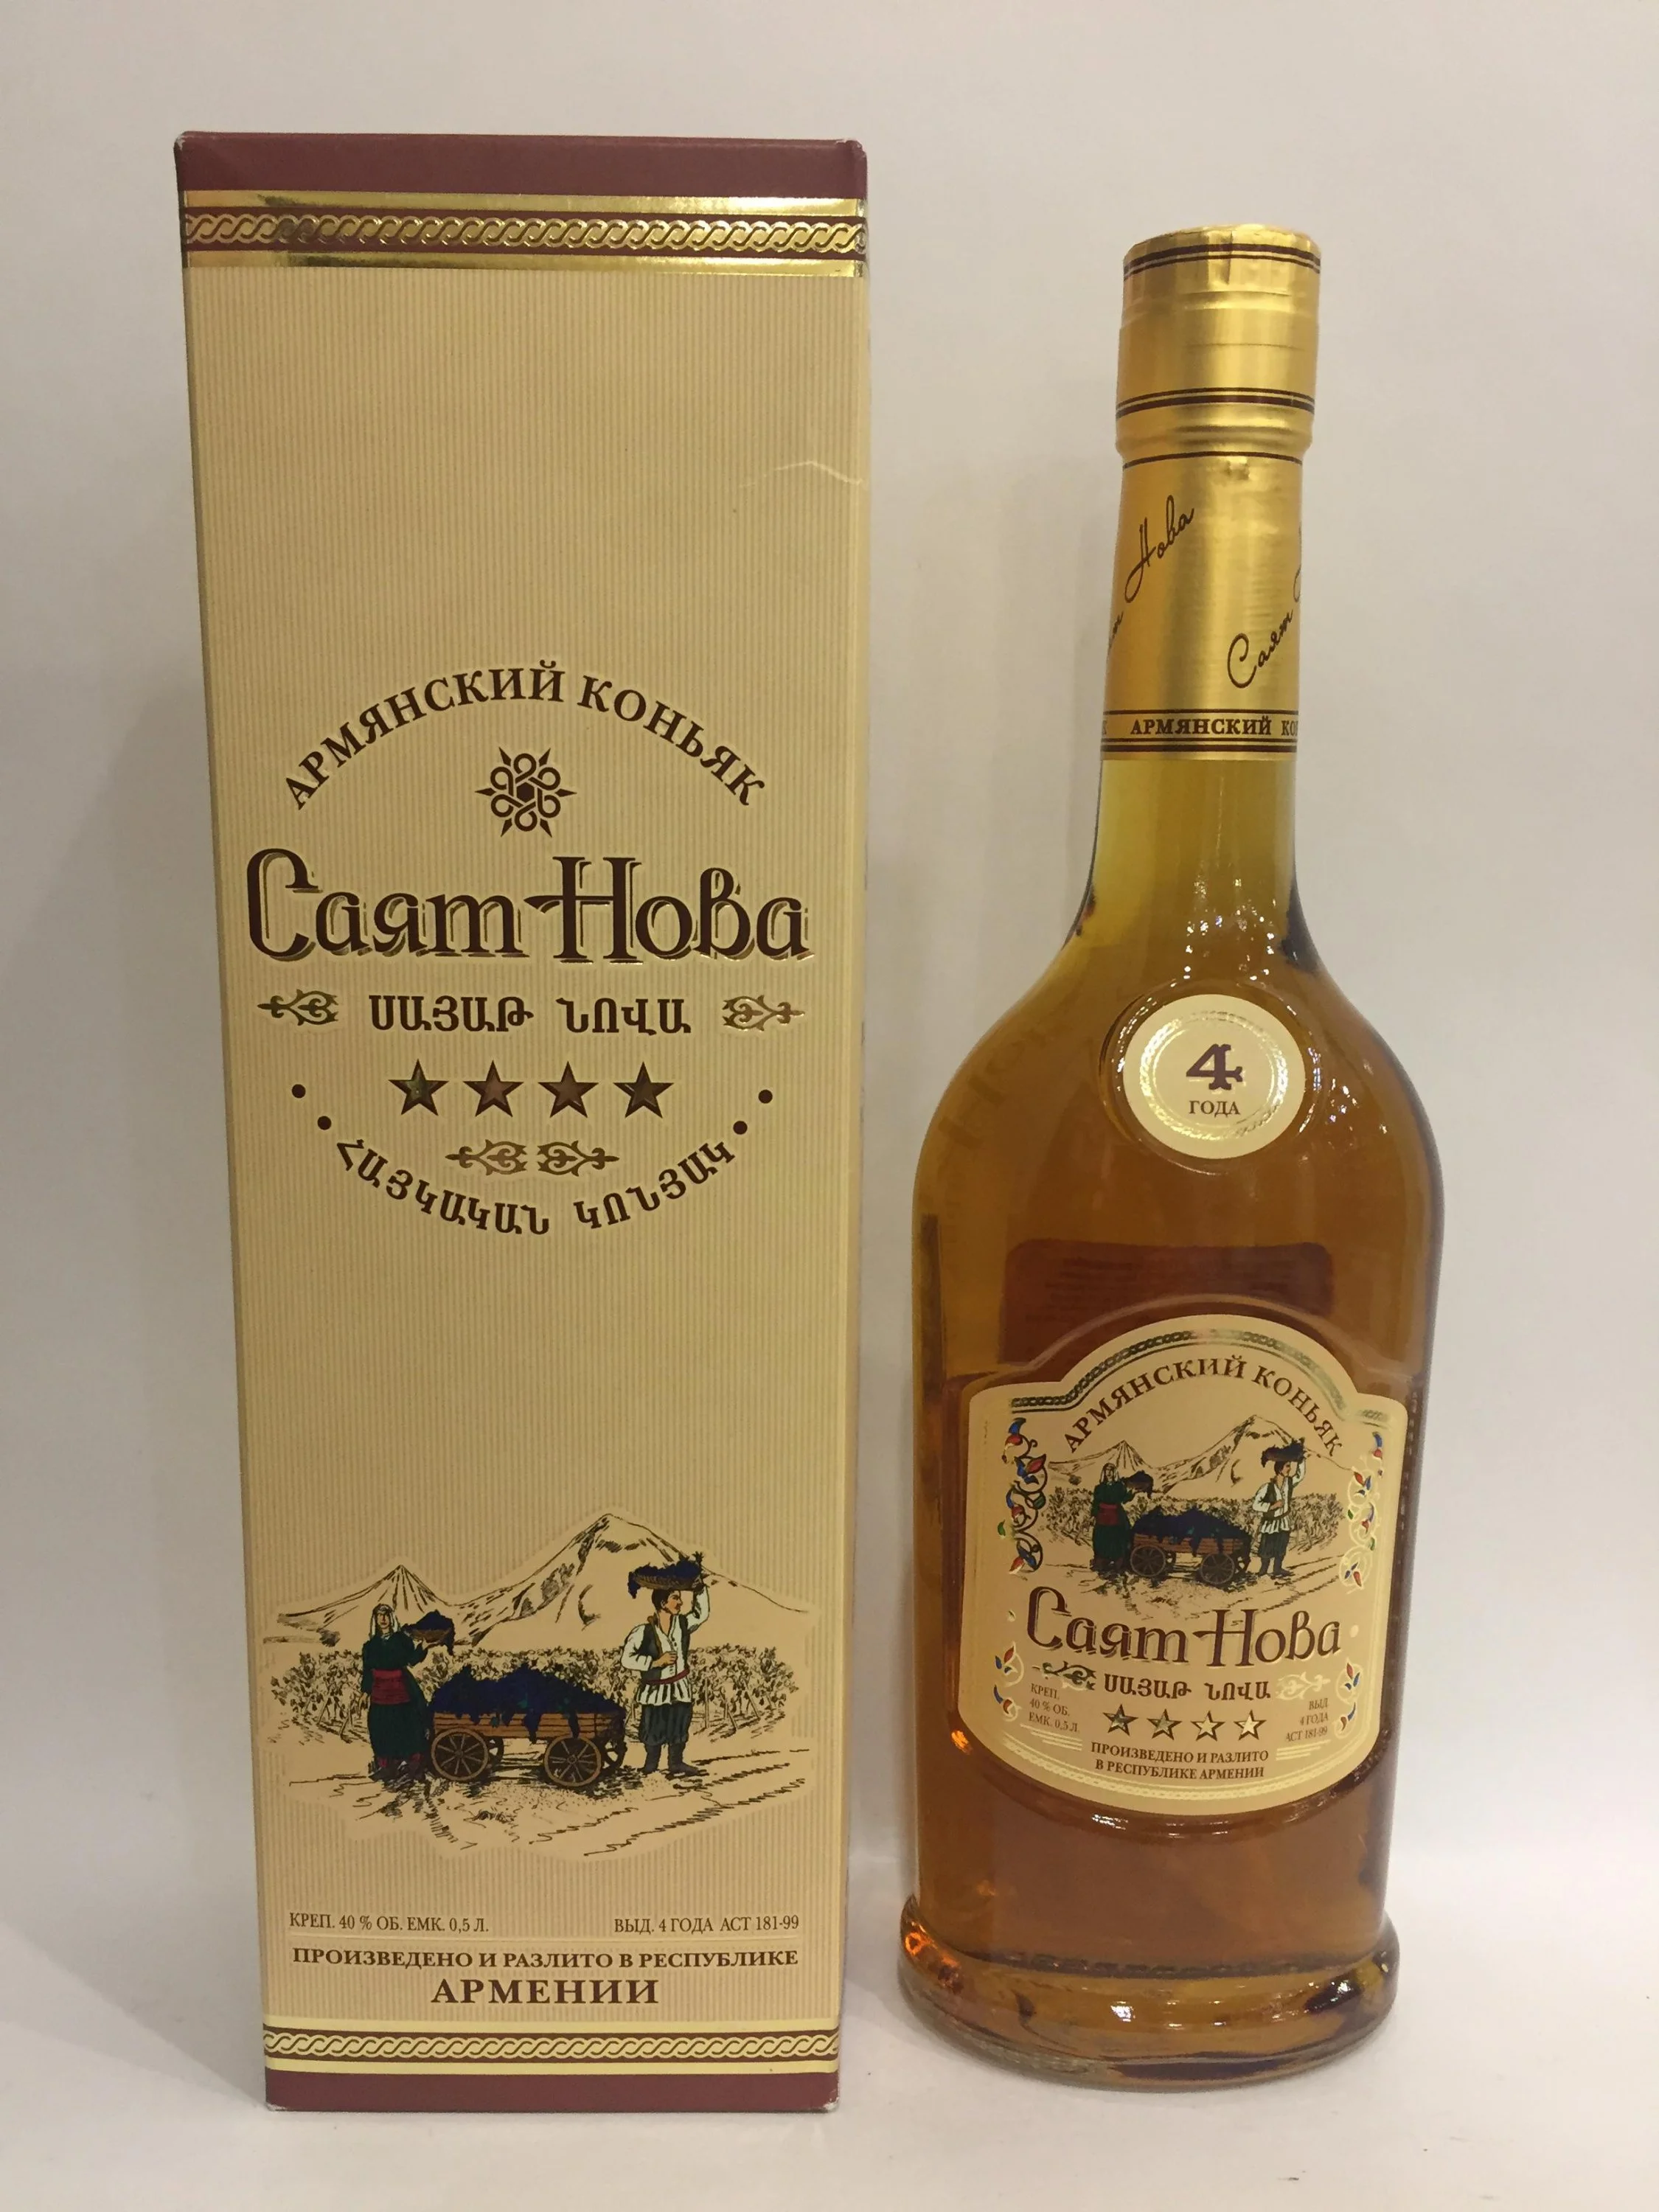 АРМЯНСКИЙ КОНЬЯК
Саят Нова
ՍԱՅԱԹ ՆՈՎԱ
ՀԱՅԿԱԿԱՆ ԿՈՆՅԱԿ
КРЕП. 40 % ОБ. ЕМК. 0,5 Л. ВЫД. 4 ГОДА АСТ 181-99
ПРОИЗВЕДЕНО И РАЗЛИТО В РЕСПУБЛИКЕ
АРМЕНИИ
Нова
Саят
АРМЯНСКИЙ
4
ГОДА
АРМЯНСКИЙ КОНЬЯК
Саят Нова
ՍԱՅԱԹ ՆՈՎԱ
КРЕП.
40 % ОБ.
ЕМК. 0,5 Л.
ВЫД
4 ГОДА
АСТ 181-99
ПРОИЗВЕДЕНО И РАЗЛИТО
В РЕСПУБЛИКЕ АРМЕНИИ